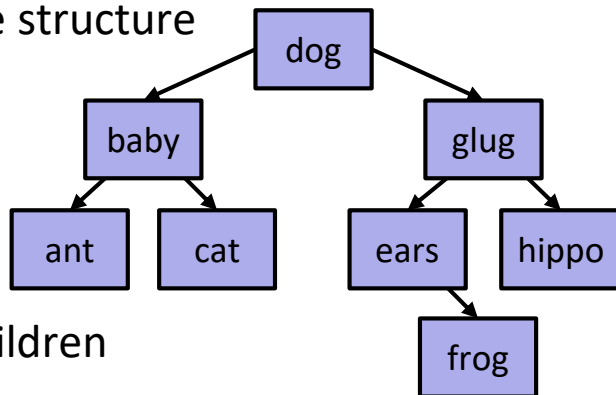 e structure
dog
baby glug
ant cat ears hippo
ildren
frog